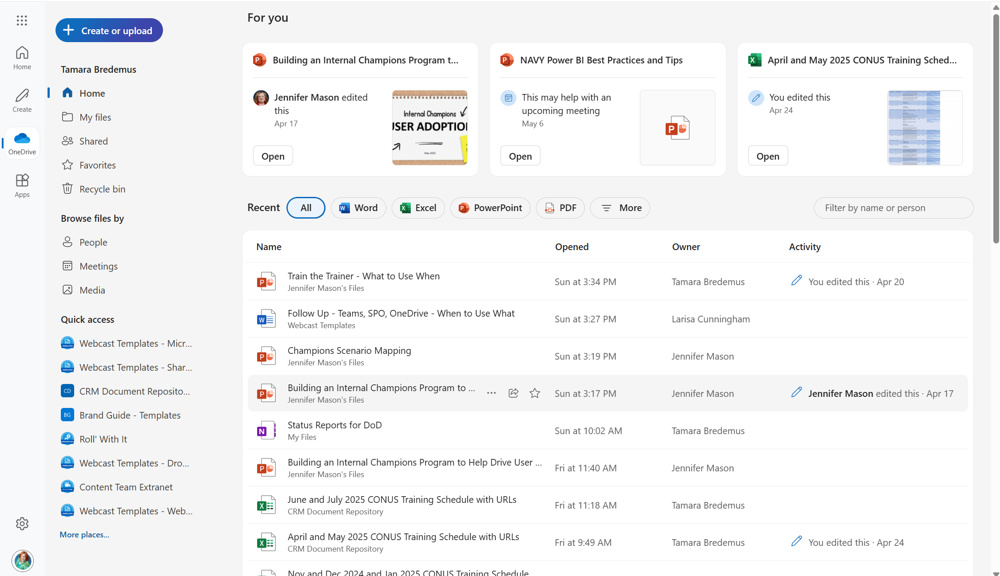 Home
Create
OneDrive
Apps
Create or upload
Tamara Bredemus
Home
My files
Shared
Favorites
Recycle bin
Browse files by
People
Meetings
Media
Quick access
Webcast Templates - Micr...
Webcast Templates - Shar...
CD CRM Document Reposito...
BG Brand Guide - Templates
Roll' With It
Webcast Templates - Dro...
Content Team Extranet
Webcast Templates - Web...
More places...
For you
Building an Internal Champions Program t...
Jennifer Mason edited
this
Apr 17
Internal Champions
USER ADOPTIO
May 2025
Open
NAVY Power BI Best Practices and Tips
This may help with an
upcoming meeting
May 6
Open
April and May 2025 CONUS Training Sched...
You edited this
Apr 24
Open
Recent All Word Excel PowerPoint PDF More Filter by name or person
Name Opened Owner Activity
Train the Trainer - What to Use When
Jennifer Mason's Files
Sun at 3:34 PM Tamara Bredemus You edited this · Apr 20
Follow Up - Teams, SPO, OneDrive - When to Use What
Webcast Templates
Sun at 3:27 PM Larisa Cunningham
Champions Scenario Mapping
Jennifer Mason's Files
Sun at 3:19 PM Jennifer Mason
Building an Internal Champions Program to ...
Jennifer Mason's Files
Sun at 3:17 PM Jennifer Mason Jennifer Mason edited this · Apr 17
Status Reports for DoD
My Files
Sun at 10:02 AM Tamara Bredemus
Building an Internal Champions Program to Help Drive User ...
Jennifer Mason's Files
Fri at 11:40 AM Jennifer Mason
June and July 2025 CONUS Training Schedule with URLs
CRM Document Repository
Fri at 11:18 AM Tamara Bredemus
April and May 2025 CONUS Training Schedule with URLs
CRM Document Repository
Fri at 9:49 AM Tamara Bredemus You edited this · Apr 24
Nov and Dec 2024 and Jan 2025 CONUS Training Schedule